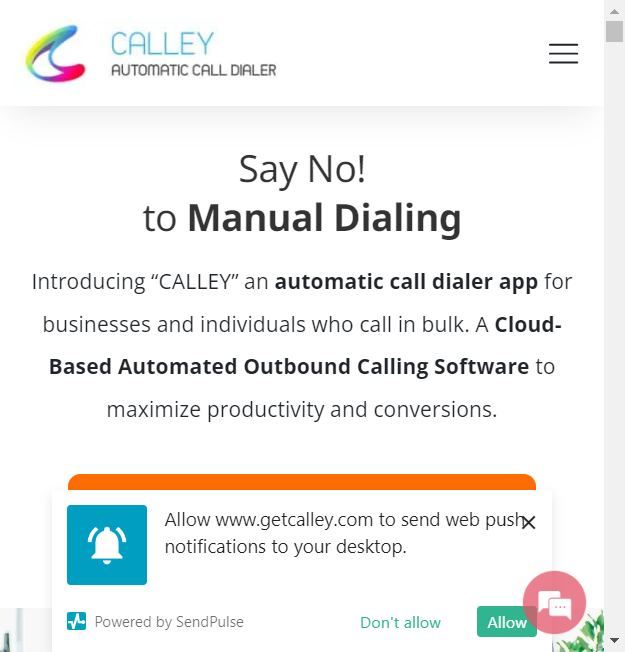 CALLEY
AUTOMATIC CALL DIALER
Say No!
to Manual Dialing
Introducing “CALLEY” an automatic call dialer app for
businesses and individuals who call in bulk. A Cloud-
Based Automated Outbound Calling Software to
maximize productivity and conversions.
Allow www.getcalley.com to send web push
notifications to your desktop.
Powered by SendPulse
Don't allow
Allow